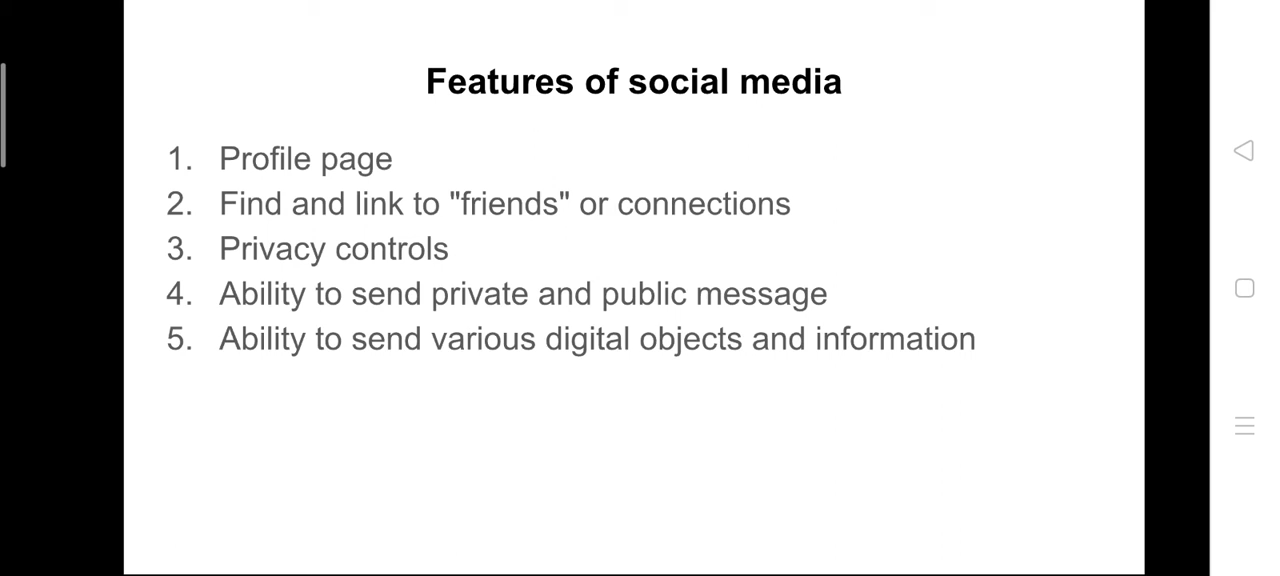 Features of social media
1. Profile page
2. Find and link to "friends" or connections
3. Privacy controls
4. Ability to send private and public message
5. Ability to send various digital objects and information